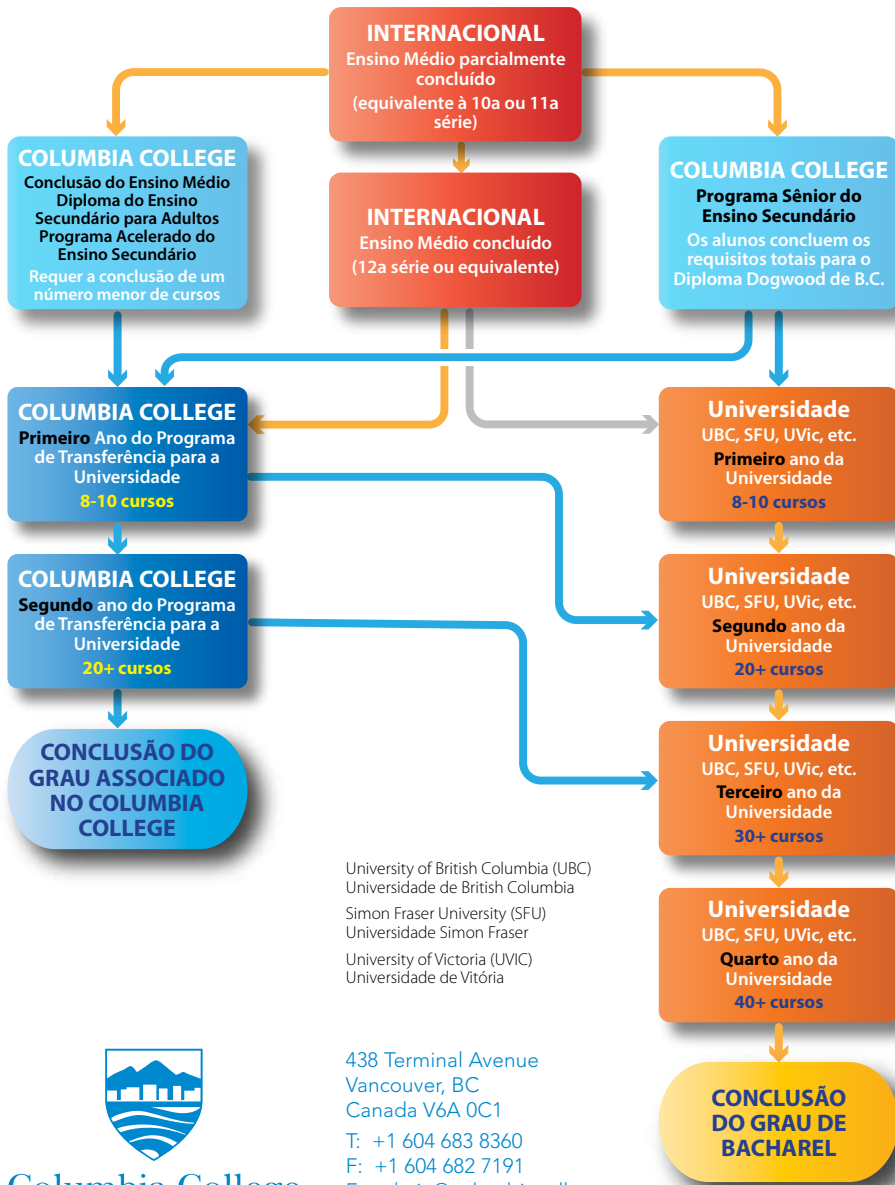 INTERNACIONAL
Ensino Médio parcialmente
concluído
(equivalente à 10a ou 11a
série)
COLUMBIA COLLEGE
Conclusão do Ensino Médio
Diploma do Ensino
Secundário para Adultos
Programa Acelerado do
Ensino Secundário
Requer a conclusão de um
número menor de cursos
INTERNACIONAL
Ensino Médio concluído
(12a série ou equivalente)
COLUMBIA COLLEGE
Programa Sênior do
Ensino Secundário
Os alunos concluem os
requisitos totais para o
Diploma Dogwood de B.C.
COLUMBIA COLLEGE
Primeiro Ano do Programa
de Transferência para a
Universidade
8-10 cursos
Universidade
UBC, SFU, UVic, etc.
Primeiro ano da
Universidade
8-10 cursos
COLUMBIA COLLEGE
Segundo ano do Programa
de Transferência para a
Universidade
20+ cursos
Universidade
UBC, SFU, UVic, etc.
Segundo ano da
Universidade
20+ cursos
CONCLUSÃO DO
GRAU ASSOCIADO
NO COLUMBIA
COLLEGE
Universidade
UBC, SFU, UVic, etc.
Terceiro ano da
Universidade
30+ cursos
University of British Columbia (UBC)
Universidade de British Columbia
Simon Fraser University (SFU)
Universidade Simon Fraser
University of Victoria (UVIC)
Universidade de Vitória
Universidade
UBC, SFU, UVic, etc.
Quarto ano da
Universidade
40+ cursos
CONCLUSÃO
DO GRAU DE
BACHAREL
Columbia College
438 Terminal Avenue
Vancouver, BC
Canada V6A 0C1
T: +1 604 683 8360
F: +1 604 682 7191